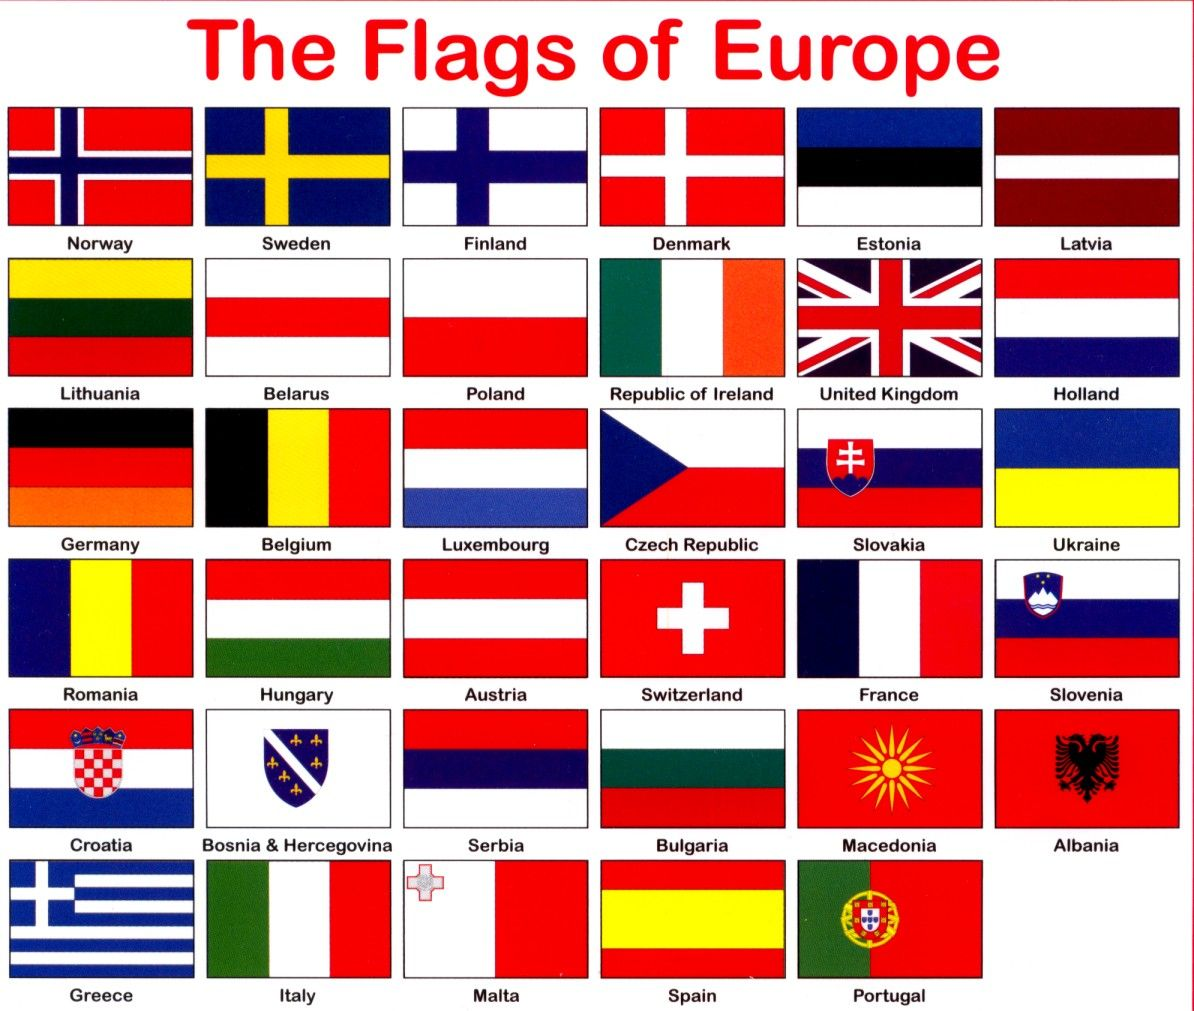 The Flags of Europe
Norway Sweden Finland Denmark Estonia Latvia
Lithuania Belarus Poland Republic of Ireland United Kingdom Holland
Germany Belgium Luxembourg Czech Republic Slovakia Ukraine
Romania Hungary Austria Switzerland France Slovenia
Croatia Bosnia & Hercegovina Serbia Bulgaria Macedonia Albania
Greece Italy Malta Spain Portugal